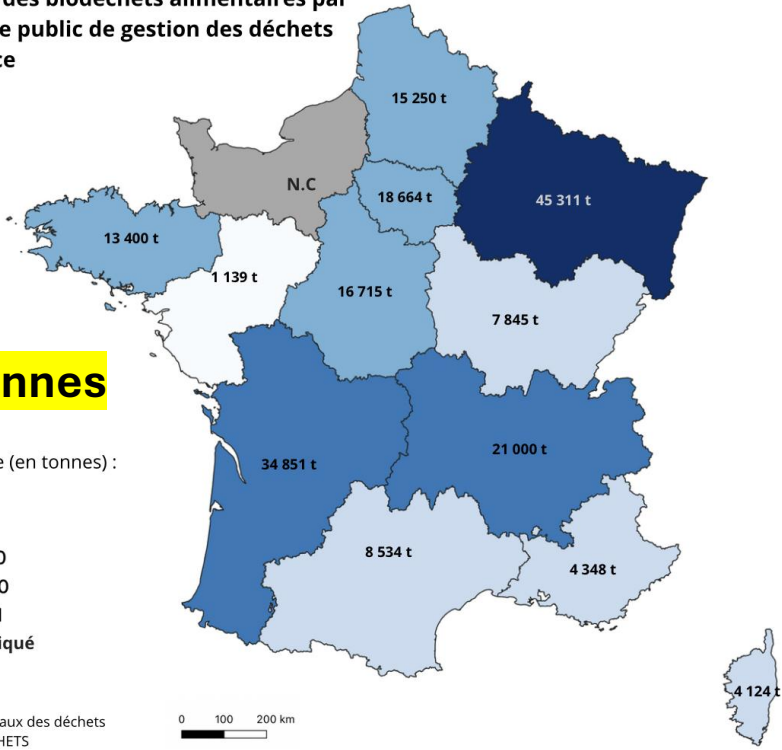 des biodéchets alimentaires par
e public de gestion des déchets
ce
15 250 t
N.C
18 664 t
45 311 t
13 400 t
1 139 t
16 715 t
7 845 t
nnes
e (en tonnes) :
34 851 t
21 000 t
8 534 t
4 348 t
0
0
iqué
4 124 t
aux des déchets
HETS
0 100 200 km